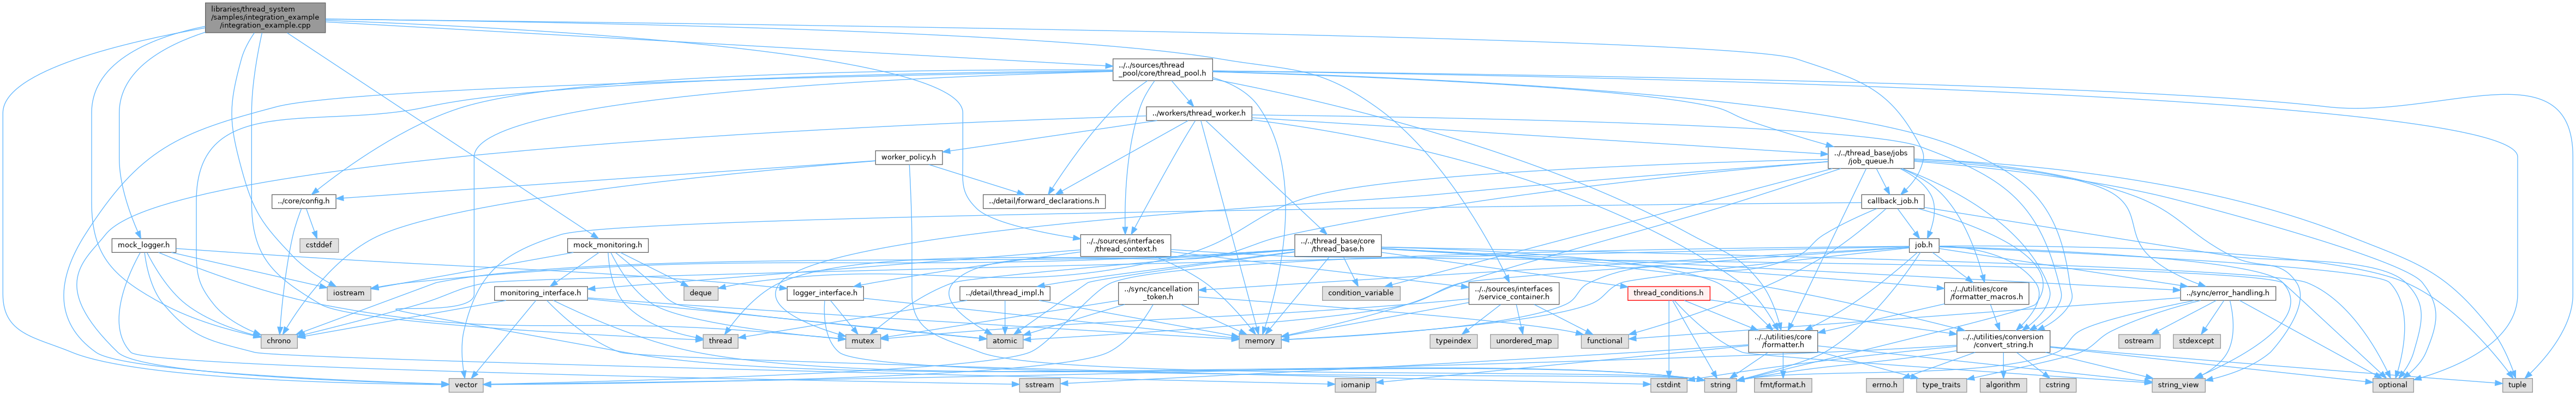 libraries/thread_system
/samples/integration_example
/integration_example.cpp
../../sources/thread
_pool/core/thread_pool.h
../workers/thread_worker.h
worker_policy.h
../../thread_base/jobs
/job_queue.h
../core/config.h
../detail/forward_declarations.h
callback_job.h
mock_logger.h
cstddef
mock_monitoring.h
../../sources/interfaces
/thread_context.h
../../thread_base/core
/thread_base.h
job.h
iostream
monitoring_interface.h
deque
logger_interface.h
../detail/thread_impl.h
../sync/cancellation
_token.h
condition_variable
../../sources/interfaces
/service_container.h
thread_conditions.h
../../utilities/core
/formatter_macros.h
../sync/error_handling.h
chrono
thread
mutex
atomic
memory
typeindex
unordered_map
functional
../../utilities/core
/formatter.h
../../utilities/conversion
/convert_string.h
ostream
stdexcept
vector
sstream
iomanip
cstdint
string
fmt/format.h
errno.h
type_traits
algorithm
cstring
string_view
optional
tuple